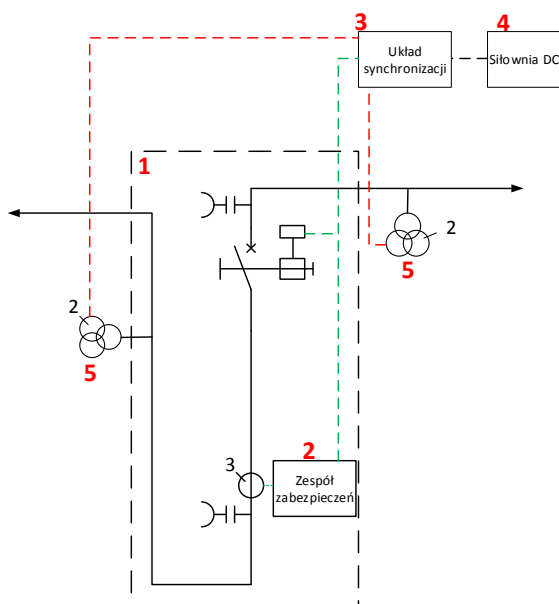 3
4
Układ
synchronizacji
Siłownia DC
1
2
5
2
5
2
3
Zespół
zabezpieczeń